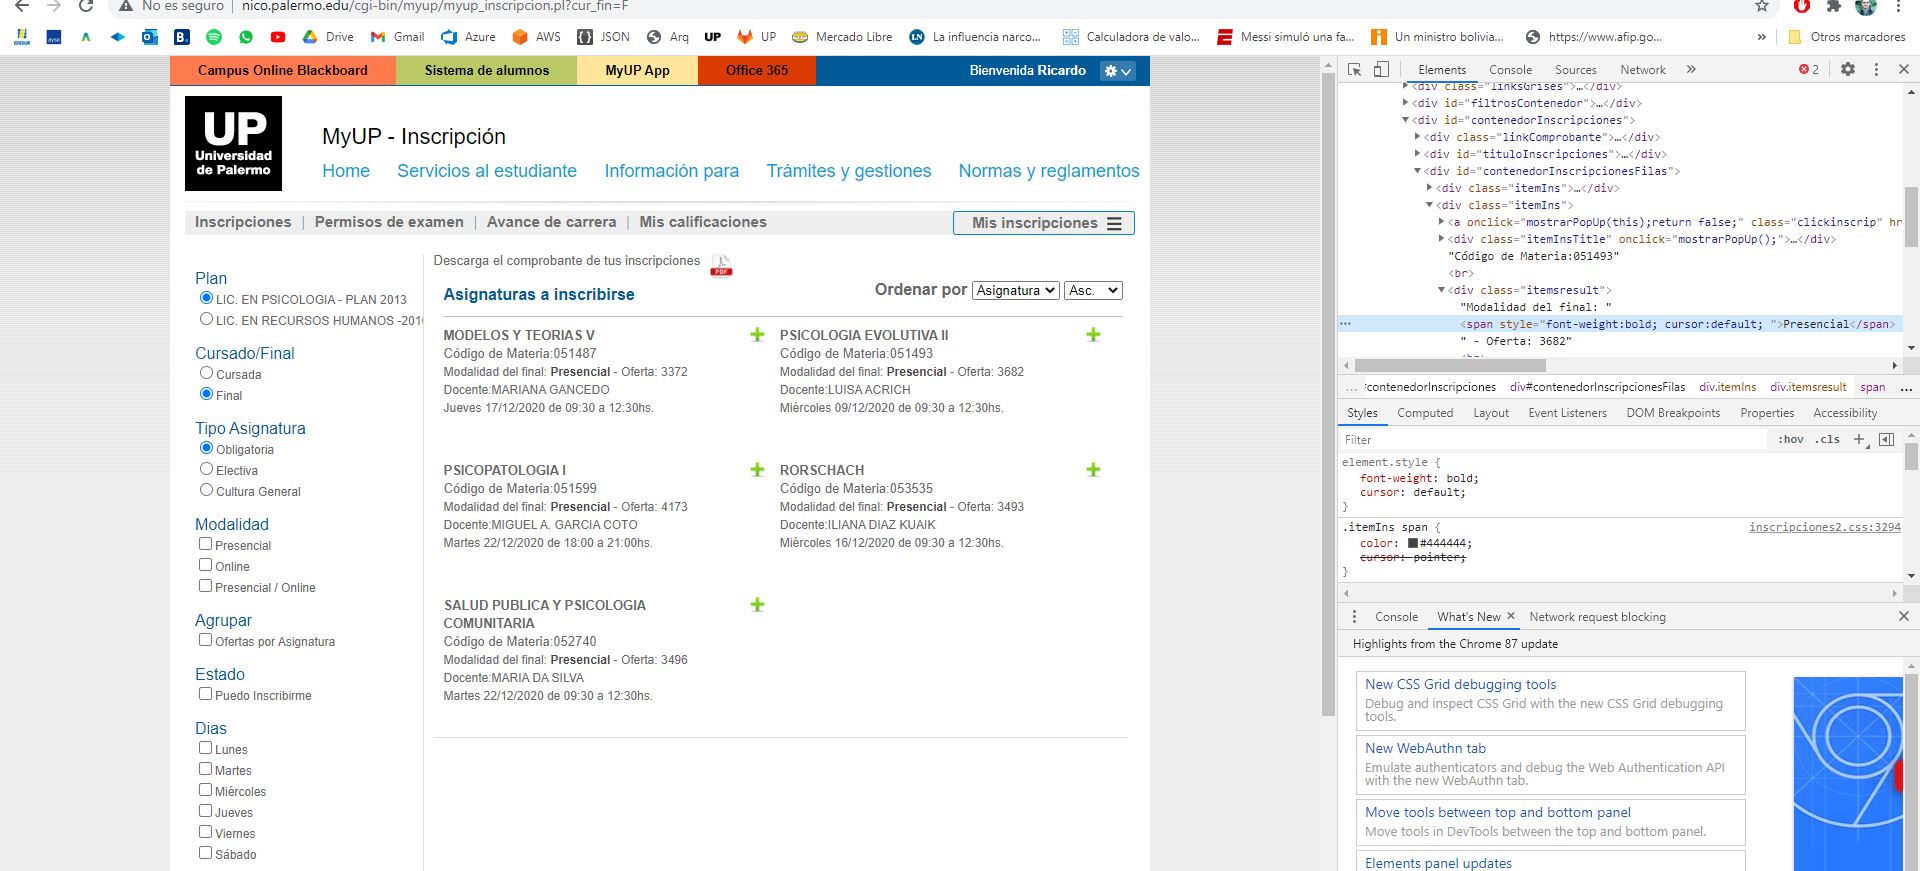 No es seguro | nico.palermo.edu/cgi-bin/myup/myup_inscripcion.pl?cur_fin=F
Drive Gmail Azure AWS JSON Arq UP UP Mercado Libre La influencia narco... Calculadora de valo... Messi simuló una fa... Un ministro bolivia... https://www.afip.go... » Otros marcadores
Campus Online Blackboard Sistema de alumnos MyUP App Office 365 Bienvenida Ricardo
UP
Universidad
de Palermo
MyUP - Inscripción
Home Servicios al estudiante Información para Trámites y gestiones Normas y reglamentos
Inscripciones | Permisos de examen | Avance de carrera | Mis calificaciones Mis inscripciones
Plan
LIC. EN PSICOLOGIA - PLAN 2013
LIC. EN RECURSOS HUMANOS -201
Cursado/Final
Cursada
Final
Tipo Asignatura
Obligatoria
Electiva
Cultura General
Modalidad
Presencial
Online
Presencial / Online
Agrupar
Ofertas por Asignatura
Estado
Puedo Inscribirme
Dias
Lunes
Martes
Miércoles
Jueves
Viernes
Sábado
Descarga el comprobante de tus inscripciones PDF
Asignaturas a inscribirse
Ordenar por Asignatura Asc.
MODELOS Y TEORIAS V
Código de Materia:051487
Modalidad del final: Presencial - Oferta: 3372
Docente:MARIANA GANCEDO
Jueves 17/12/2020 de 09:30 a 12:30hs.
PSICOLOGIA EVOLUTIVA II
Código de Materia:051493
Modalidad del final: Presencial - Oferta: 3682
Docente:LUISA ACRICH
Miércoles 09/12/2020 de 09:30 a 12:30hs.
PSICOPATOLOGIA I
Código de Materia:051599
Modalidad del final: Presencial - Oferta: 4173
Docente:MIGUEL A. GARCIA COTO
Martes 22/12/2020 de 18:00 a 21:00hs.
RORSCHACH
Código de Materia:053535
Modalidad del final: Presencial - Oferta: 3493
Docente:ILIANA DIAZ KUAIK
Miércoles 16/12/2020 de 09:30 a 12:30hs.
SALUD PUBLICA Y PSICOLOGIA
COMUNITARIA
Código de Materia:052740
Modalidad del final: Presencial - Oferta: 3496
Docente:MARIA DA SILVA
Martes 22/12/2020 de 09:30 a 12:30hs.
Elements Console Sources Network » 2
<div class="linksGrises">…</div>
<div id="filtrosContenedor">…</div>
<div id="contenedorInscripciones">
<div class="linkComprobante">…</div>
<div id="tituloInscripciones">…</div>
<div id="contenedorInscripcionesFilas">
<div class="itemIns">…</div>
<div class="itemIns">
<a onclick="mostrarPopUp(this);return false;" class="clickinscrip" hr
<div class="itemInsTitle" onclick="mostrarPopUp();">…</div>
"Código de Materia:051493"
<br>
<div class="itemsresult">
"Modalidad del final: "
<span style="font-weight:bold; cursor:default; ">Presencial</span>
" - Oferta: 3682"
... contenedorInscripciones div#contenedorInscripcionesFilas div.itemIns div.itemsresult span ...
Styles Computed Layout Event Listeners DOM Breakpoints Properties Accessibility
Filter :hov .cls +
element.style {
font-weight: bold;
cursor: default;
}
.itemIns span { inscripciones2.css:3294
color: #444444;
cursor: pointer;
}
Console What's New × Network request blocking
Highlights from the Chrome 87 update
New CSS Grid debugging tools
Debug and inspect CSS Grid with the new CSS Grid debugging
tools.
New WebAuthn tab
Emulate authenticators and debug the Web Authentication API
with the new WebAuthn tab.
Move tools between top and bottom panel
Move tools in DevTools between the top and bottom panel.
Elements panel updates